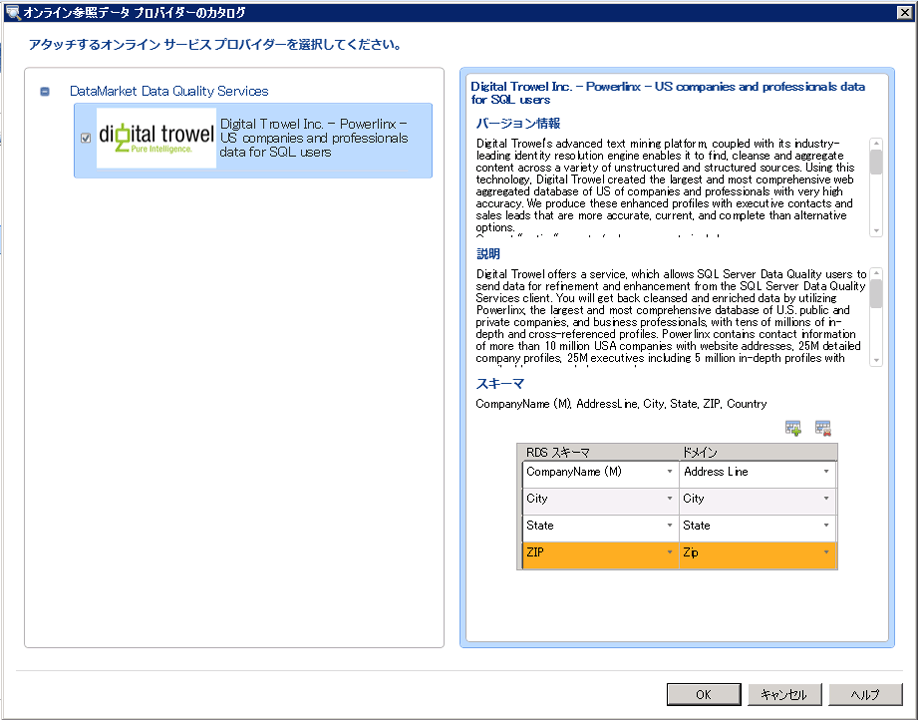 オンライン参照データ プロバイダーのカタログ
アタッチするオンライン サービス プロバイダーを選択してください。
DataMarket Data Quality Services
digital trowel
Pure Intelligence.
Digital Trowel Inc. - Powerlinx -
US companies and professionals
data for SQL users
Digital Trowel Inc. - Powerlinx - US companies and professionals data
for SQL users
バージョン情報
Digital Trowel's advanced text mining platform, coupled with its industry-
leading identity resolution engine enables it to find, cleanse and aggregate
content across a variety of unstructured and structured sources. Using this
technology, Digital Trowel created the largest and most comprehensive web
aggregated database of US of companies and professionals with very high
accuracy. We produce these enhanced profiles with executive contacts and
sales leads that are more accurate, current, and complete than alternative
options.
説明
Digital Trowel offers a service, which allows SQL Server Data Quality users to
send data for refinement and enhancement from the SQL Server Data Quality
Services client. You will get back cleansed and enriched data by utilizing
Powerlinx, the largest and most comprehensive database of U.S. public and
private companies, and business professionals, with tens of millions of in-
depth and cross-referenced profiles. Powerlinx contains contact information
of more than 10 million USA companies with website addresses, 25M detailed
company profiles, 25M executives including 5 million in-depth profiles with
スキーマ
CompanyName (M), AddressLine, City, State, ZIP, Country
RDS スキーマ ドメイン
CompanyName (M) Address Line
City City
State State
ZIP Zip
OK キャンセル ヘルプ